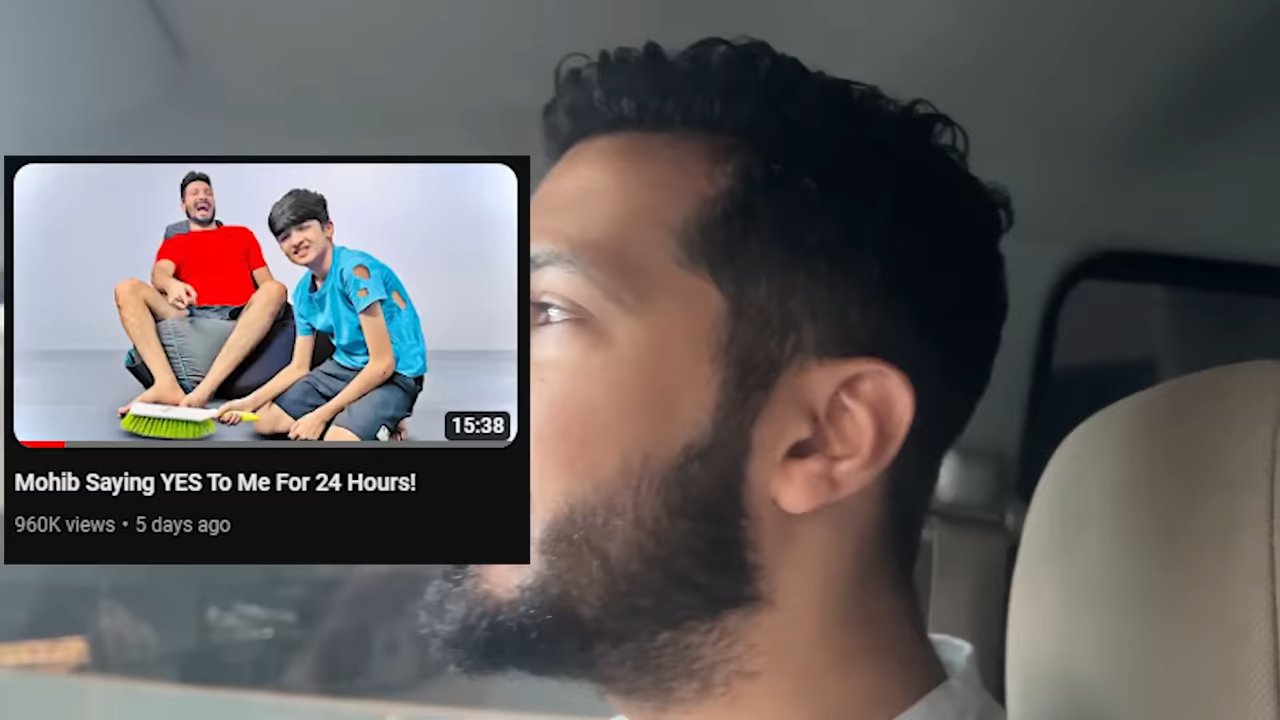 15:38
Mohib Saying YES To Me For 24 Hours!
960K views • 5 days ago